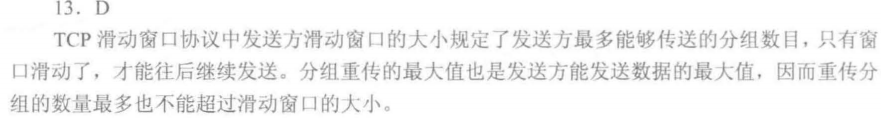 13. D
TCP 滑动窗口协议中发送方滑动窗口的大小规定了发送方最多能够传送的分组数目，只有窗
口滑动了，才能往后继续发送。分组重传的最大值也是发送方能发送数据的最大值，因而重传分
组的数量最多也不能超过滑动窗口的大小。